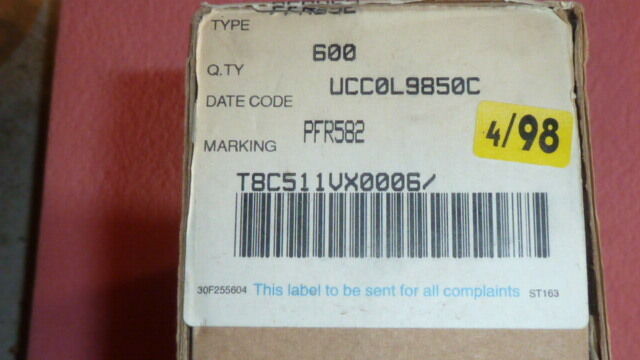 TYPE
600
Q.TY
UCC0L9850C
DATE CODE
4/98
PFR582
MARKING
T8C511VX0006/
30F255604 This label to be sent for all complaints ST163